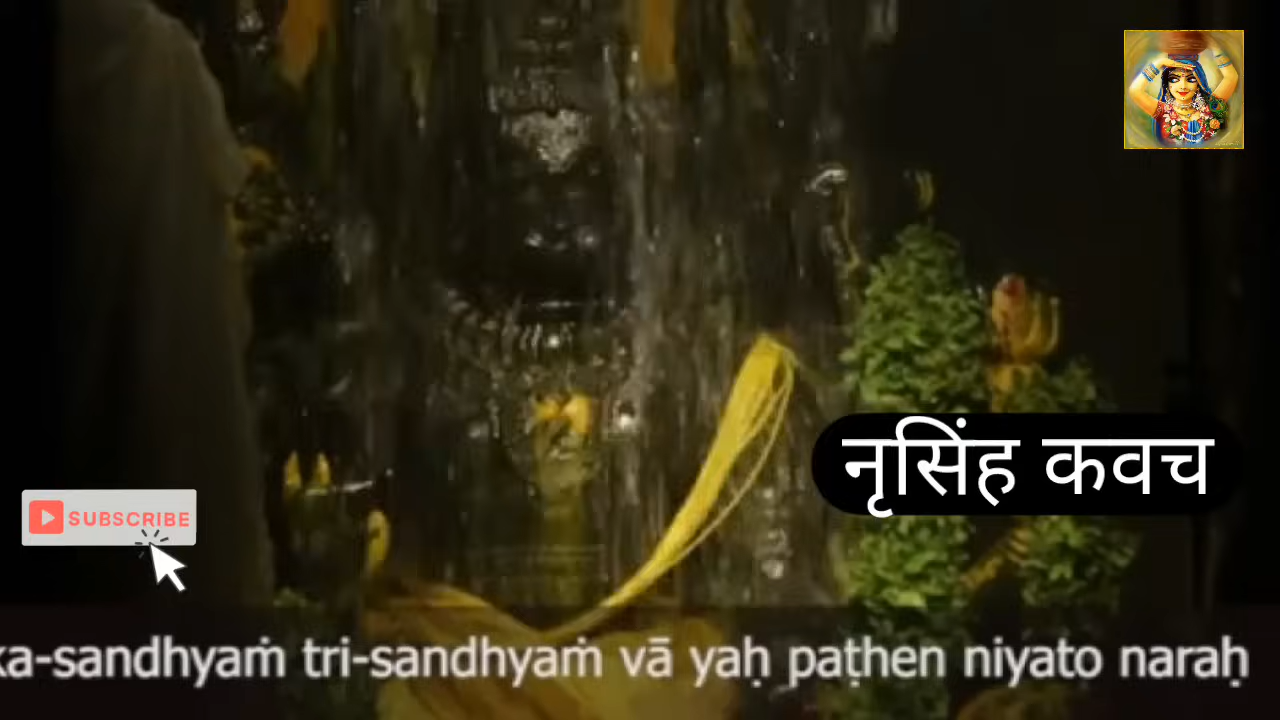 नृसिंह कवच
SUBSCRIBE
ka-sandhyaṁ tri-sandhyaṁ vā yaḥ paṭhen niyato naraḥ